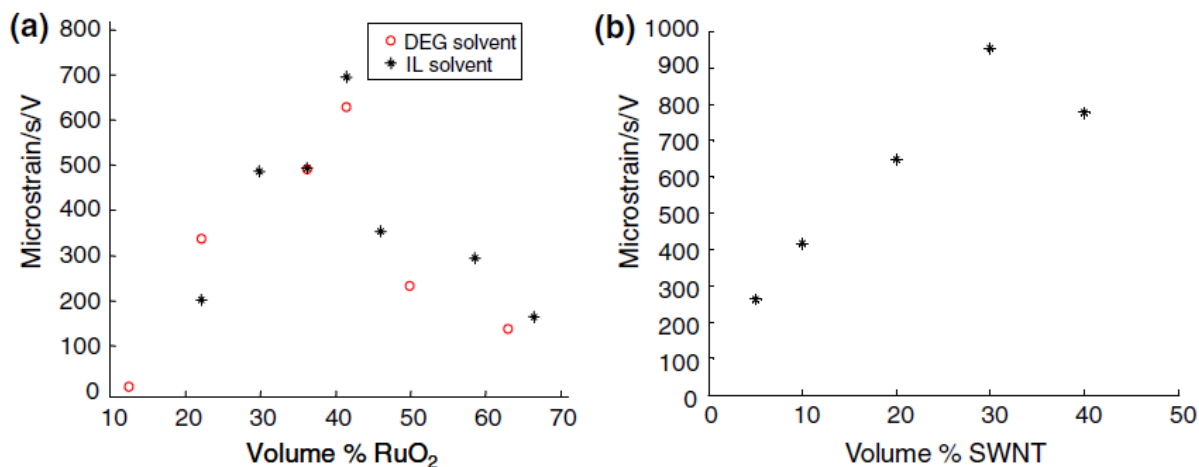 (a)
800
700
600
500
400
300
200
100
0
Microstrain/s/V
DEG solvent
IL solvent
10 20 30 40 50 60 70
Volume % RuO₂
(b)
1000
900
800
700
600
500
400
300
200
100
0
Microstrain/s/V
0 10 20 30 40 50
Volume % SWNT